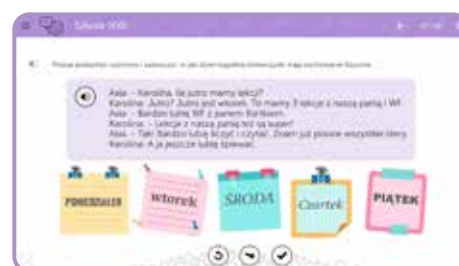 Szkoła
Asia – Karolina, ile jutro mamy lekcji?
Karolina: Jutro? Jutro jest wtorek. To mamy 3 lekcje z naszą panią i WF.
Asia – Bardzo lubię WF z panem
Karolina: – Lekcje z naszą panią też są super!
Asia – Tak! Bardzo lubię liczyć i czytać. Znam już prawie wszystkie litery.
Karolina: A ja jeszcze lubię śpiewać.
PONIEDZIAŁEK
wtorek
ŚRODA
Czwartek
PIĄTEK